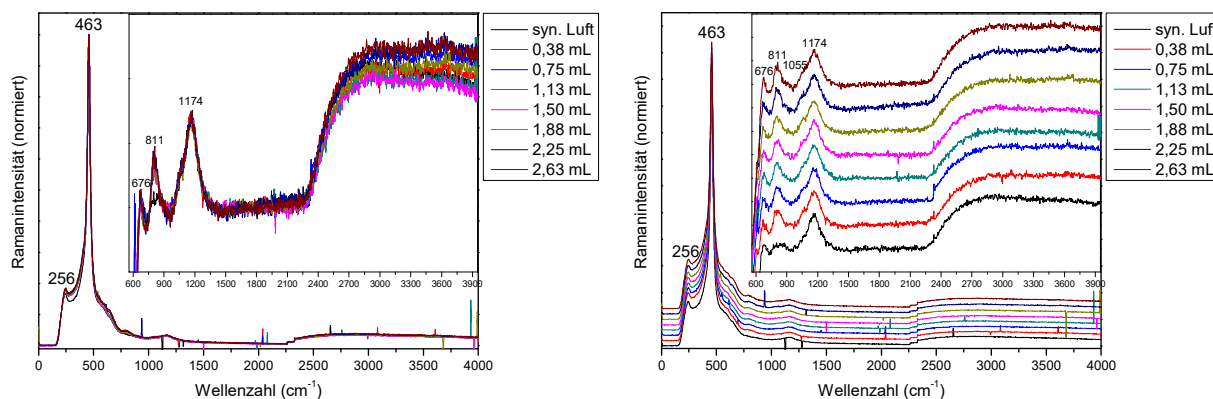 463
256
676
811
1174
600 900 1200 1500 1800 2100 2400 2700 3000 3300 3600 3900
0 500 1000 1500 2000 2500 3000 3500 4000
Wellenzahl (cm⁻¹)
Ramanintensität (normiert)
syn. Luft
0,38 mL
0,75 mL
1,13 mL
1,50 mL
1,88 mL
2,25 mL
2,63 mL
463
256
676
811
1055
1174
600 900 1200 1500 1800 2100 2400 2700 3000 3300 3600 3900
0 500 1000 1500 2000 2500 3000 3500 4000
Wellenzahl (cm⁻¹)
Ramanintensität (normiert)
syn. Luft
0,38 mL
0,75 mL
1,13 mL
1,50 mL
1,88 mL
2,25 mL
2,63 mL